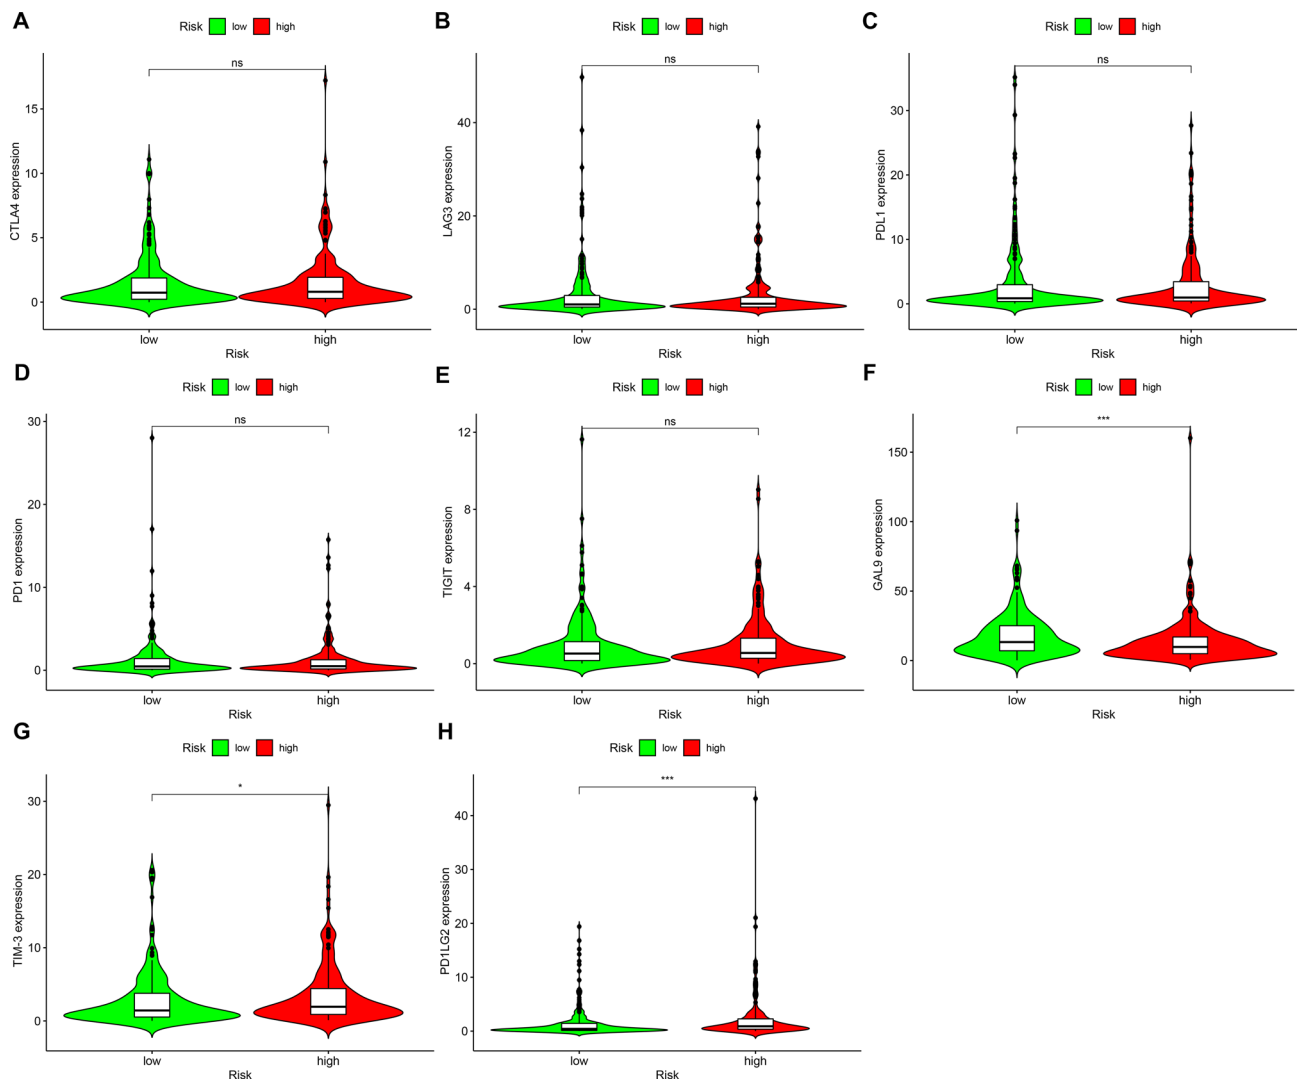 A
Risk low high
ns
CTLA4 expression
15
10
5
0
low high
Risk
B
Risk low high
ns
LAG3 expression
40
20
0
low high
Risk
C
Risk low high
ns
PDL1 expression
30
20
10
0
low high
Risk
D
Risk low high
ns
PD1 expression
30
20
10
0
low high
Risk
E
Risk low high
ns
TIGIT expression
12
8
4
0
low high
Risk
F
Risk low high
***
GAL9 expression
150
100
50
0
low high
Risk
G
Risk low high
*
TIM-3 expression
30
20
10
0
low high
Risk
H
Risk low high
***
PD1LG2 expression
40
30
20
10
0
low high
Risk